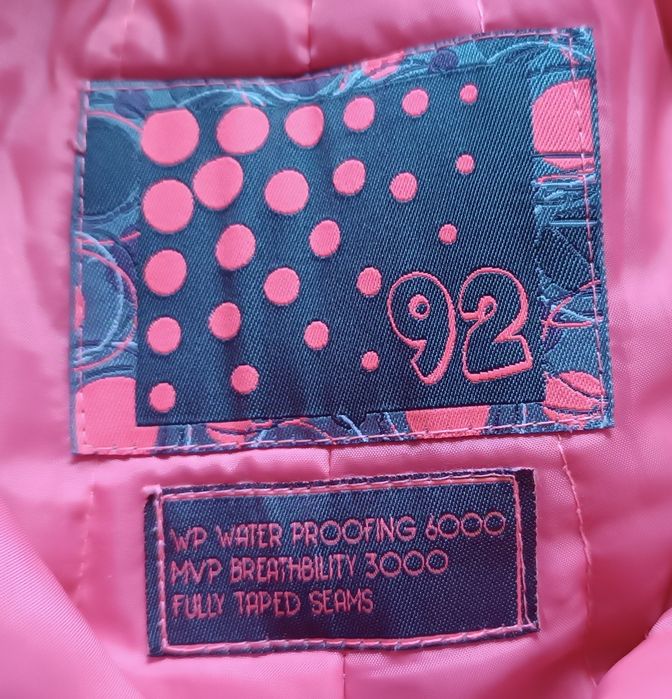 92
WP WATER PROOFING 6000
MVP BREATHBILITY 3000
FULLY TAPED SEAMS